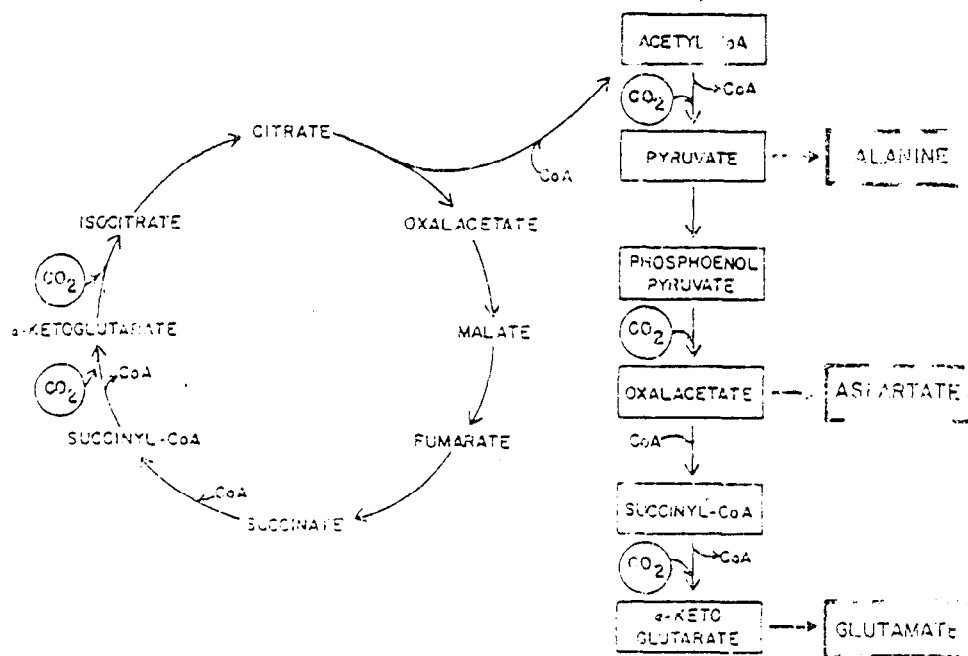 CITRATE
CoA
OXALACETATE
MALATE
FUMARATE
SUCCINATE
CoA
SUCCINYL-CoA
CO2
CoA
α-KETOGLUTARATE
CO2
ISOCITRATE
ACETYL CoA
CO2
CoA
PYRUVATE
ALANINE
PHOSPHOENOL
PYRUVATE
CO2
OXALACETATE
ASPARTATE
CoA
SUCCINYL-CoA
CO2
CoA
α-KETO
GLUTARATE
GLUTAMATE